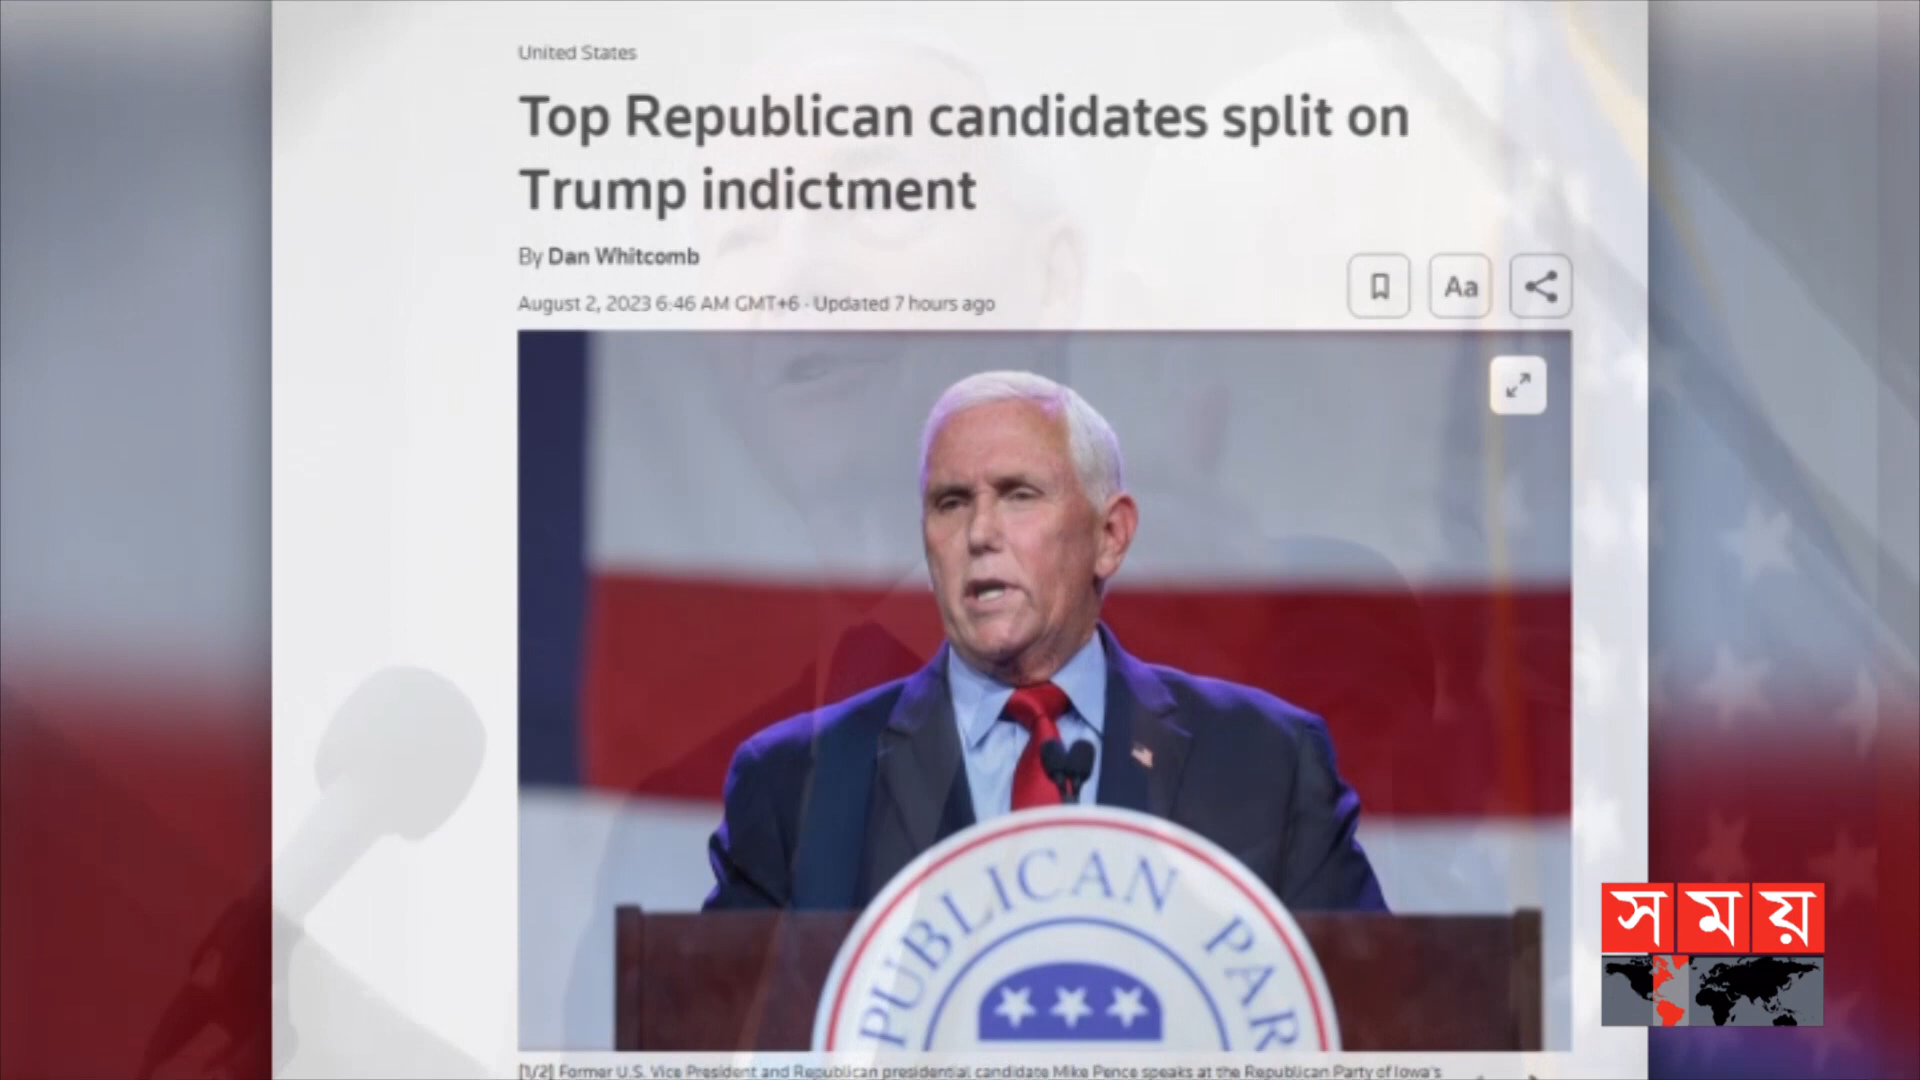 United States
Top Republican candidates split on
Trump indictment
By Dan Whitcomb
August 2, 2023 6:46 AM GMT+6 · Updated 7 hours ago
Aa
PUBLICAN PAR
সময়
[1/2] Former U.S. Vice President and Republican presidential candidate Mike Pence speaks at the Republican Party of Iowa's